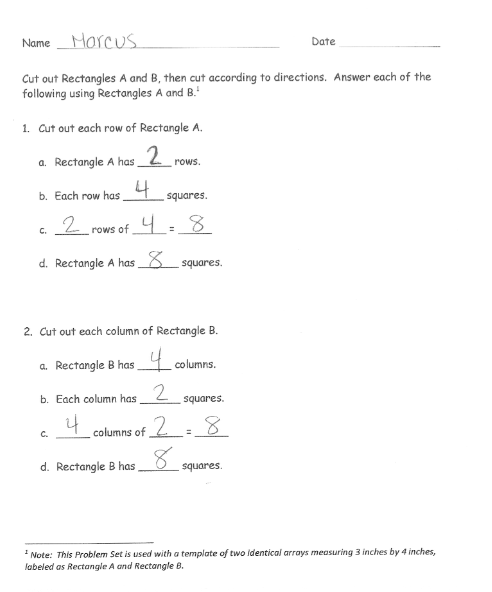 Name Marcus Date
Cut out Rectangles A and B, then cut according to directions. Answer each of the
following using Rectangles A and B.¹
1. Cut out each row of Rectangle A.
a. Rectangle A has 2 rows.
b. Each row has 4 squares.
c. 2 rows of 4 = 8
d. Rectangle A has 8 squares.
2. Cut out each column of Rectangle B.
a. Rectangle B has 4 columns.
b. Each column has 2 squares.
c. 4 columns of 2 = 8
d. Rectangle B has 8 squares.
¹ Note: This Problem Set is used with a template of two identical arrays measuring 3 inches by 4 inches,
labeled as Rectangle A and Rectangle B.